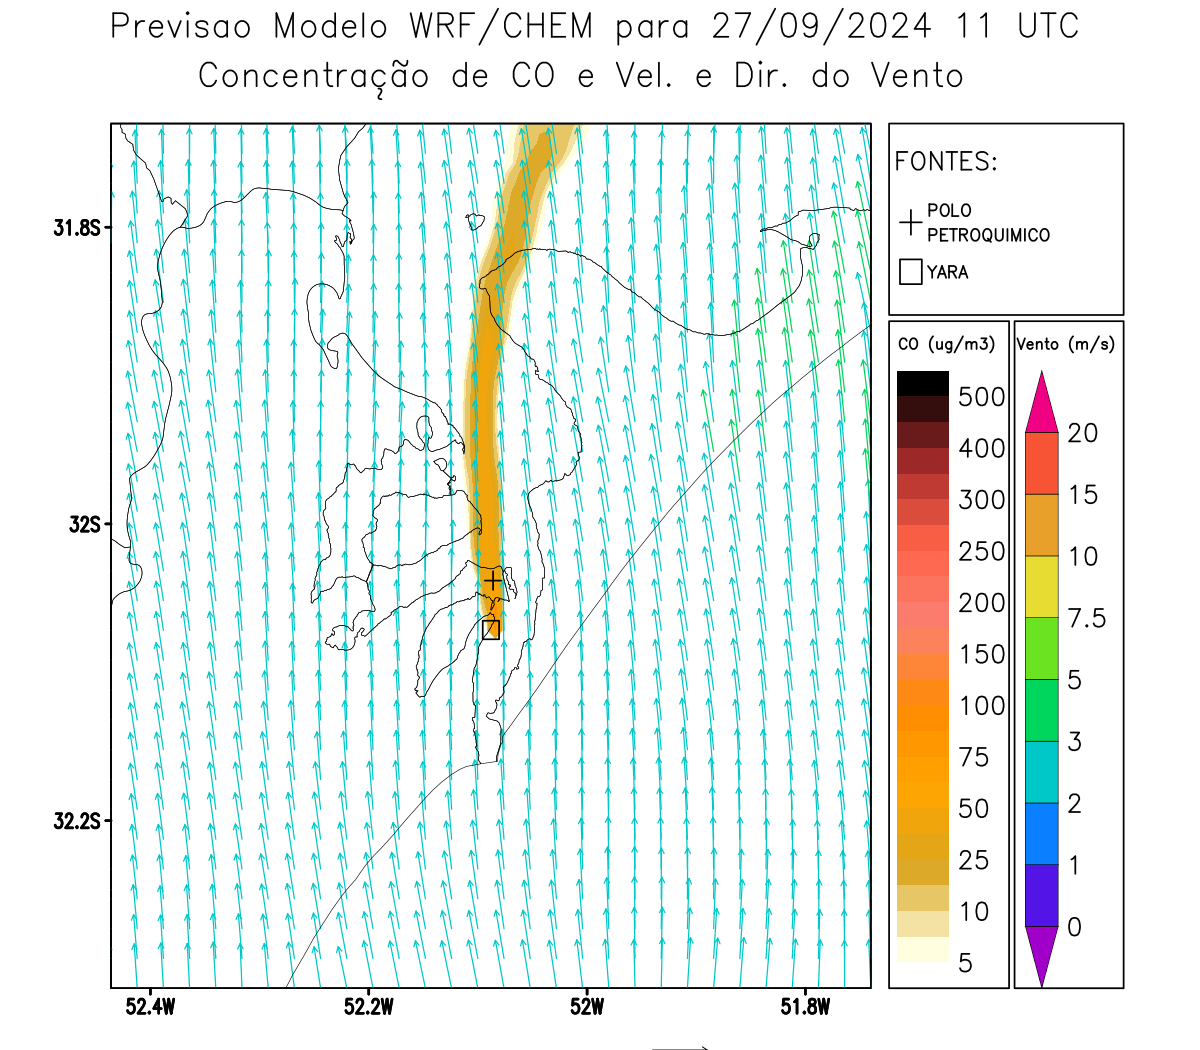 Previsao Modelo WRF/CHEM para 27/09/2024 11 UTC
Concentração de CO e Vel. e Dir. do Vento
FONTES:
POLO
PETROQUIMICO
YARA
CO (ug/m3)
500
400
300
250
200
150
100
75
50
25
10
5
Vento (m/s)
20
15
10
7.5
5
3
2
1
0
31.8S
32S
32.2S
52.4W
52.2W
52W
51.8W